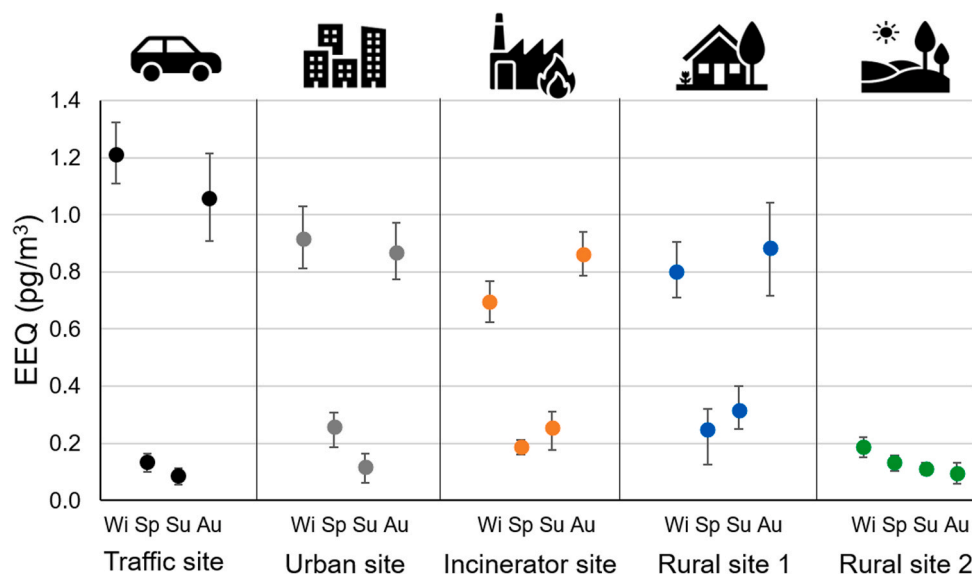 1.4
1.2
1.0
0.8
0.6
0.4
0.2
0.0
EEQ (pg/m³)
Wi Sp Su Au Wi Sp Su Au Wi Sp Su Au Wi Sp Su Au Wi Sp Su Au
Traffic site Urban site Incinerator site Rural site 1 Rural site 2